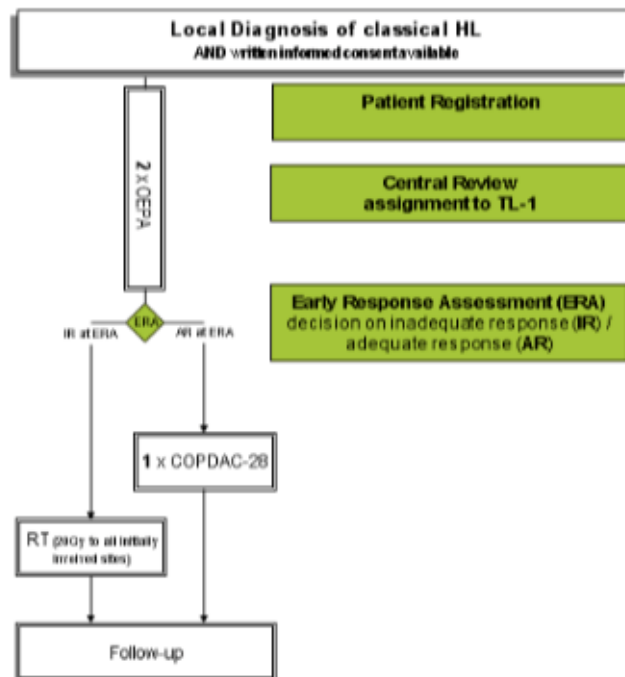 Local Diagnosis of classical HL
AND written informed consent available
Patient Registration
2 x OEPA
Central Review
assignment to TL-1
Early Response Assessment (ERA)
decision on inadequate response (IR) /
adequate response (AR)
ERA
IR at ERA
AR at ERA
1 x COPDAC-28
RT (20Gy to all initially
involved sites)
Follow-up